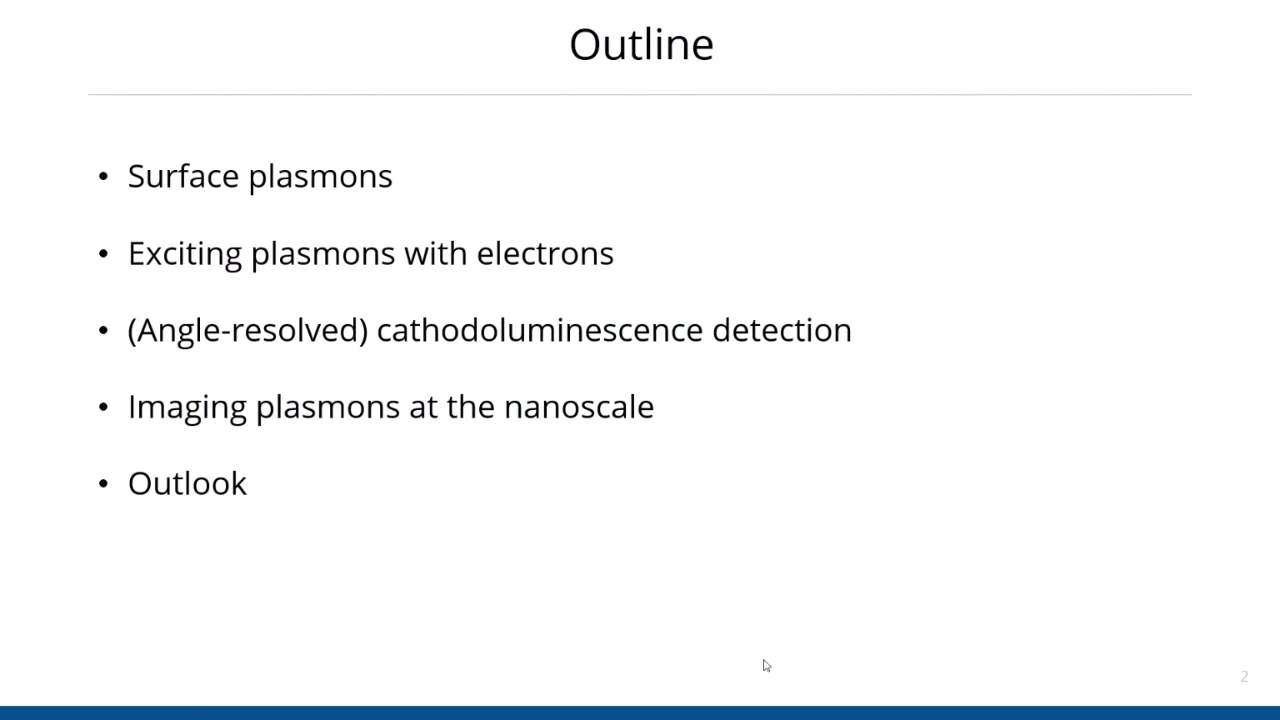 Outline
• Surface plasmons
• Exciting plasmons with electrons
• (Angle-resolved) cathodoluminescence detection
• Imaging plasmons at the nanoscale
• Outlook
2